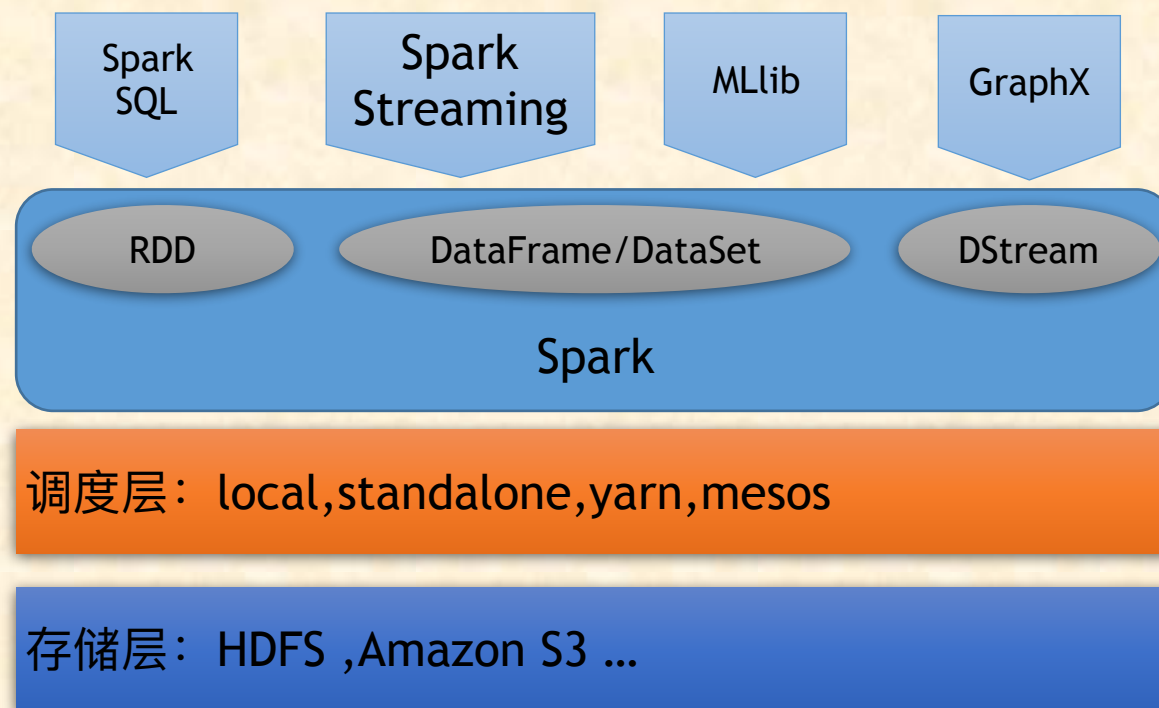 Spark
SQL
Spark
Streaming
MLlib
GraphX
RDD
DataFrame/DataSet
DStream
Spark
调度层：local,standalone,yarn,mesos
存储层：HDFS ,Amazon S3 …